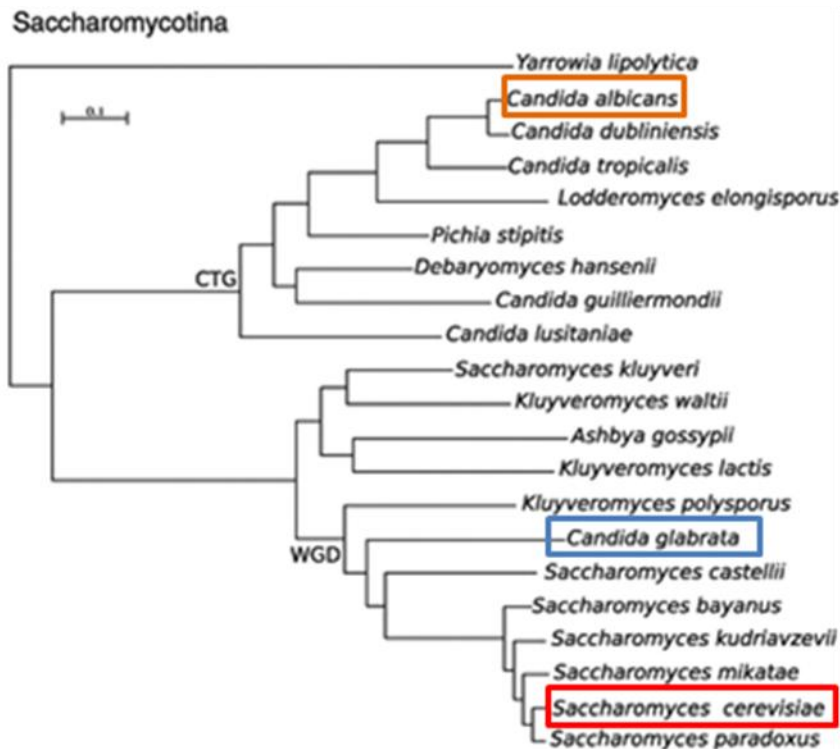 Saccharomycotina
Yarrowia lipolytica
0.1
Candida albicans
Candida dubliniensis
Candida tropicalis
Lodderomyces elongisporus
Pichia stipitis
Debaryomyces hansenii
CTG
Candida guilliermondii
Candida lusitaniae
Saccharomyces kluyveri
Kluyveromyces waltii
Ashbya gossypii
Kluyveromyces lactis
Kluyveromyces polysporus
Candida glabrata
WGD
Saccharomyces castellii
Saccharomyces bayanus
Saccharomyces kudriavzevii
Saccharomyces mikatae
Saccharomyces cerevisiae
Saccharomyces paradoxus